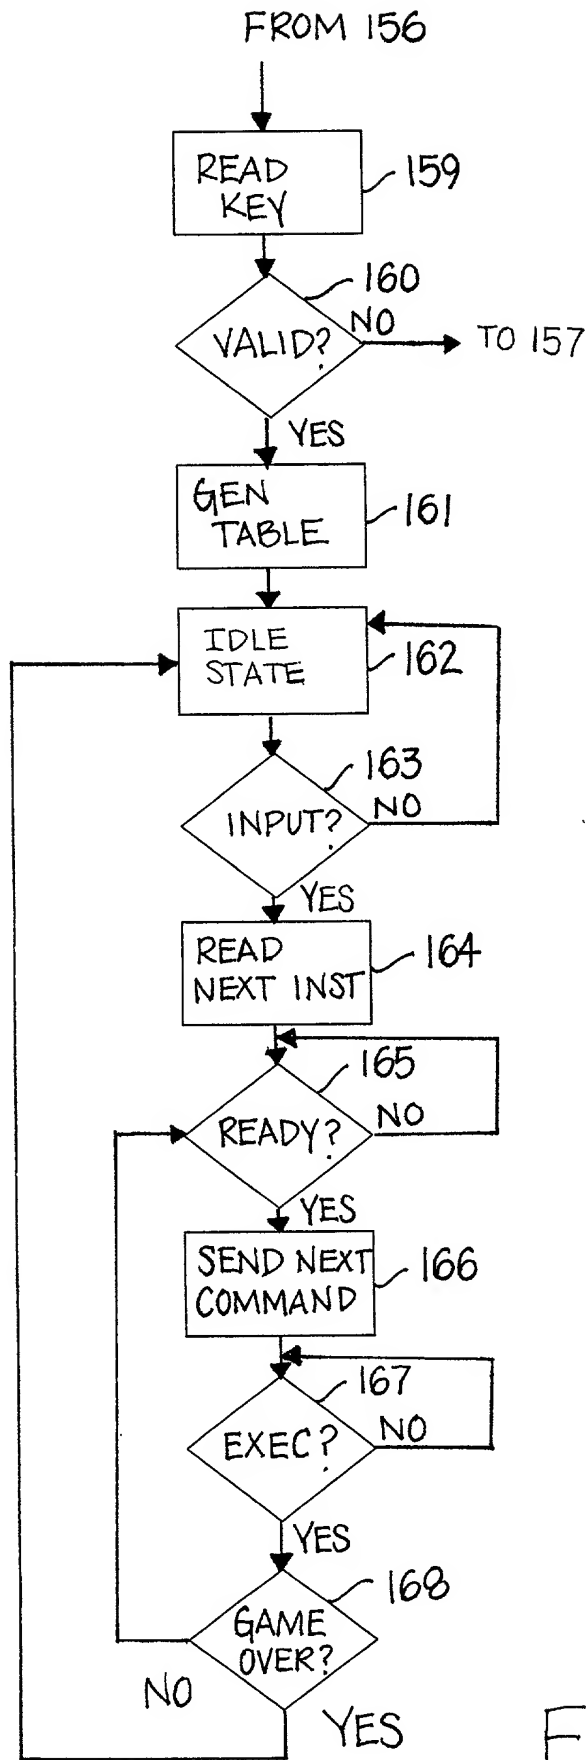 FROM 156
READ
KEY
159
160
VALID?
NO
TO 157
YES
GEN
TABLE
161
IDLE
STATE
162
163
INPUT?
NO
YES
READ
NEXT INST
164
165
READY?
NO
YES
SEND NEXT
COMMAND
166
167
EXEC?
NO
YES
168
GAME
OVER?
NO
YES